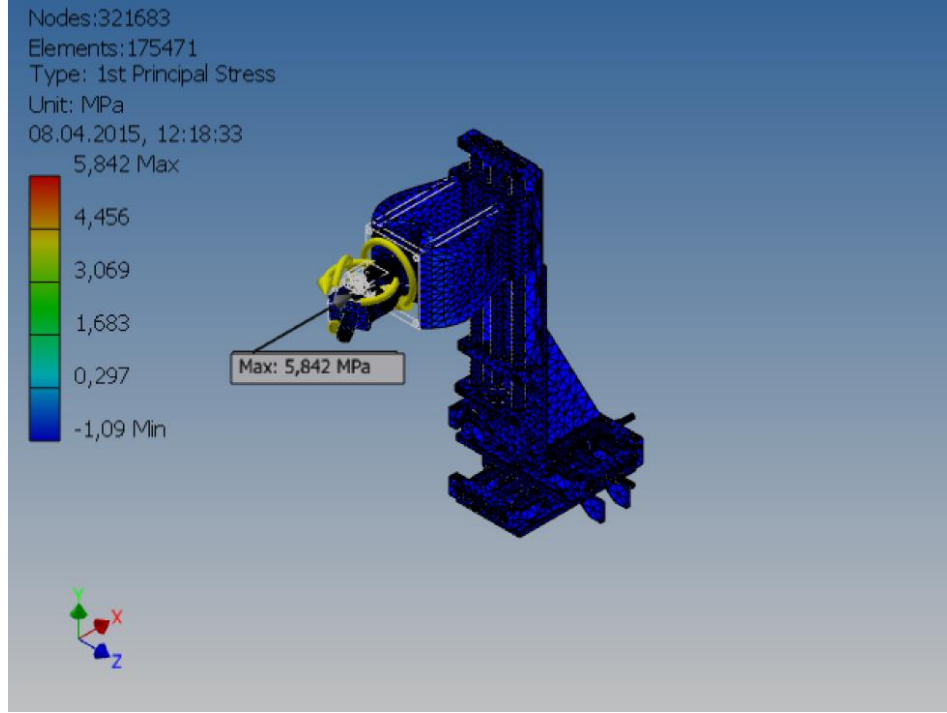 Nodes:321683
Elements:175471
Type: 1st Principal Stress
Unit: MPa
08.04.2015, 12:18:33
5,842 Max
4,456
3,069
1,683
0,297
-1,09 Min
Max: 5,842 MPa
Y
X
Z